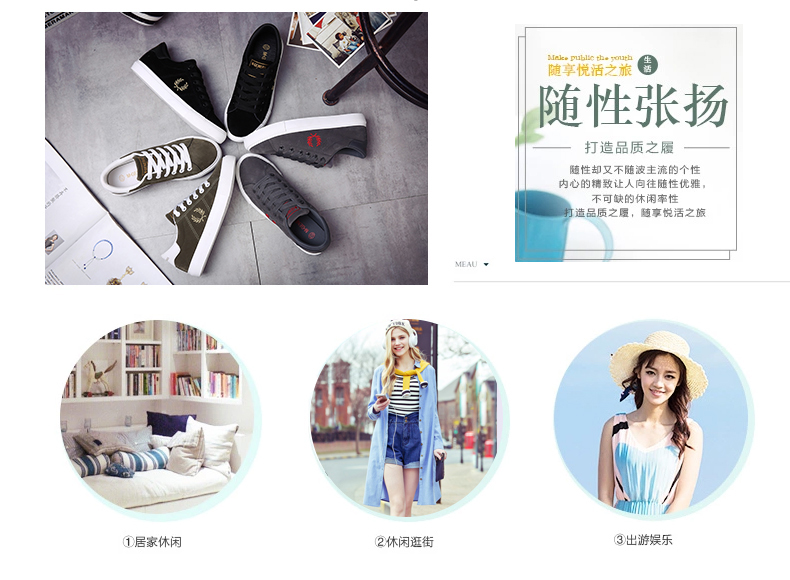 Make public the youth
随享悦活之旅
生活
随性张扬
打造品质之履
随性却又不随波主流的个性
内心的精致让人向往随性优雅，
不可缺的休闲率性
打造品质之履，随享悦活之旅
MEAU
①居家休闲
②休闲逛街
③出游娱乐